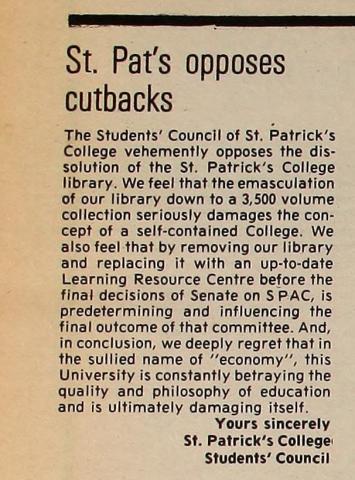 St. Pat's opposes
cutbacks
The Students' Council of St. Patrick's
College vehemently opposes the dis-
solution of the St. Patrick's College
library. We feel that the emasculation
of our library down to a 3,500 volume
collection seriously damages the con-
cept of a self-contained College. We
also feel that by removing our library
and replacing it with an up-to-date
Learning Resource Centre before the
final decisions of Senate on SPAC, is
predetermining and influencing the
final outcome of that committee. And,
in conclusion, we deeply regret that in
the sullied name of "economy", this
University is constantly betraying the
quality and philosophy of education
and is ultimately damaging itself.
Yours sincerely
St. Patrick's College
Students' Council